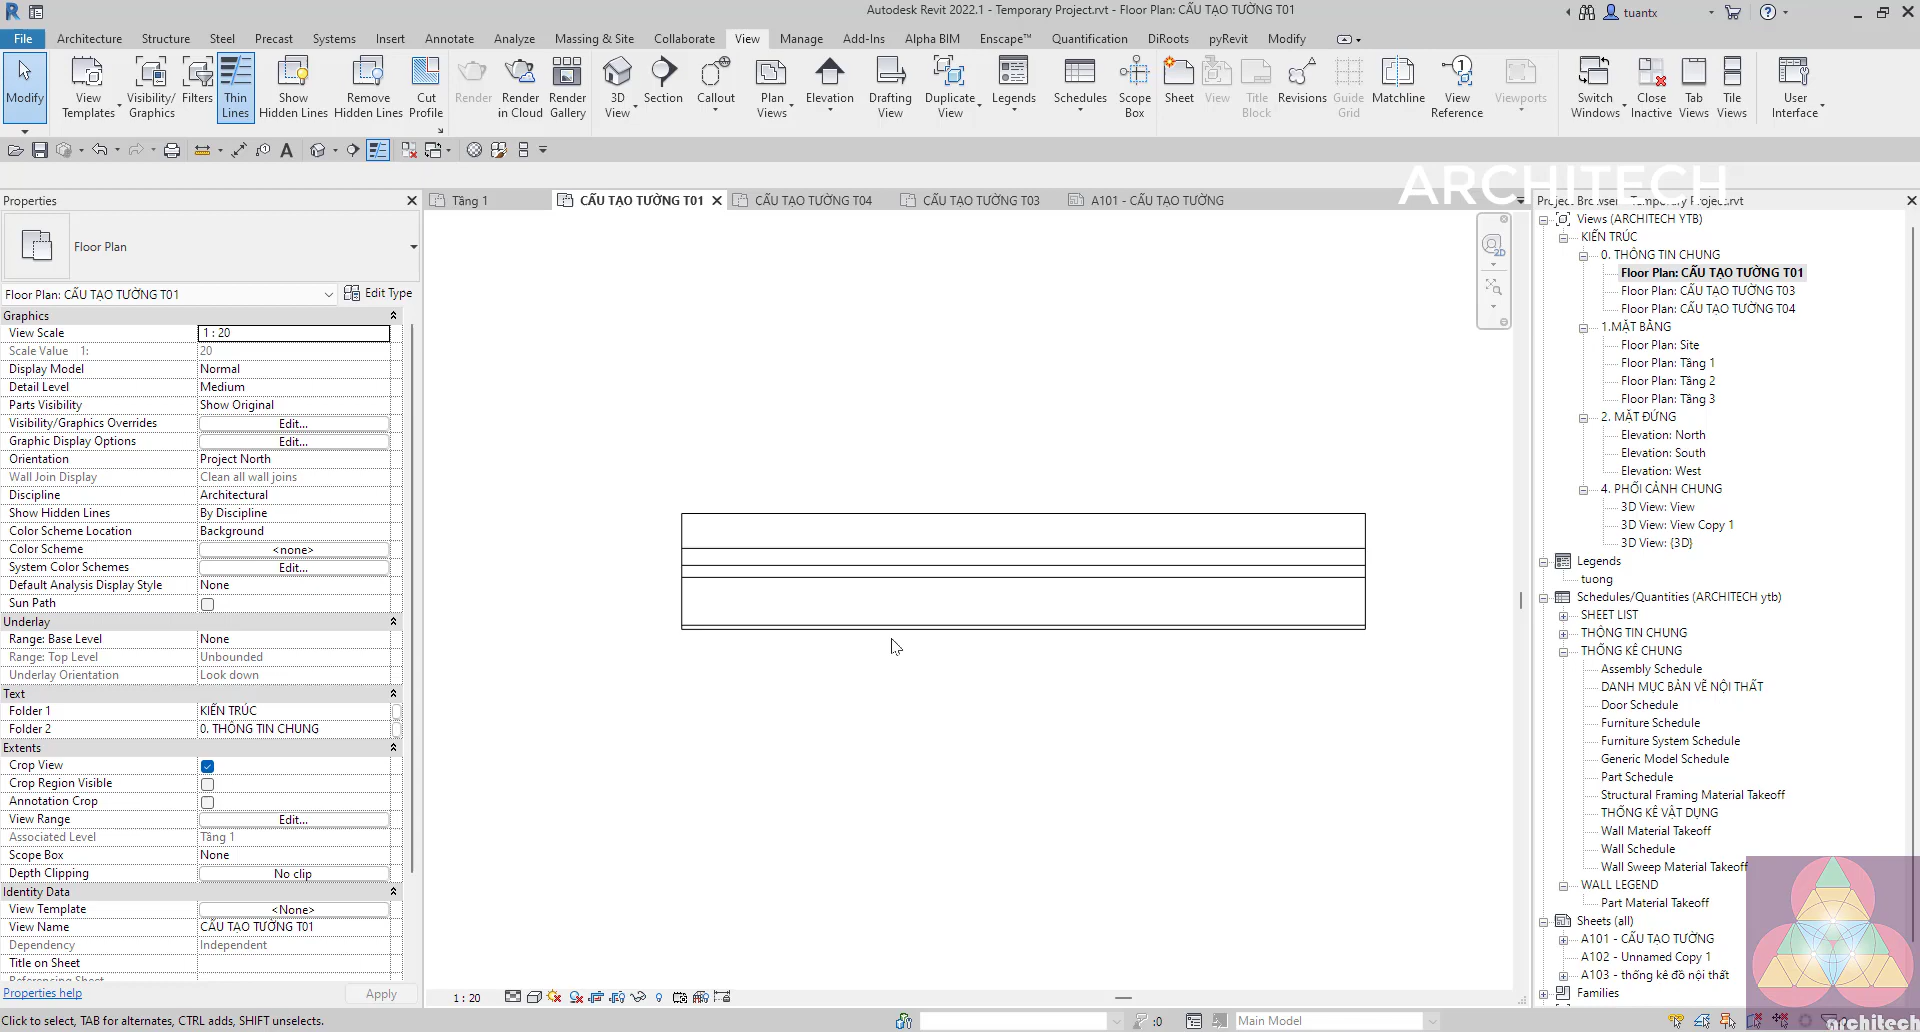 Autodesk Revit 2022.1 - Temporary Project.rvt - Floor Plan: CẤU TẠO TƯỜNG T01
tuantx
File Architecture Structure Steel Precast Systems Insert Annotate Analyze Massing & Site Collaborate View Manage Add-Ins Alpha BIM Enscape™ Quantification DiRoots pyRevit Modify
Modify
View Templates
Visibility/ Graphics
Filters
Thin Lines
Show Hidden Lines
Remove Hidden Lines
Cut Profile
Render
Render in Cloud
Render Gallery
3D View
Section
Callout
Plan Views
Elevation
Drafting View
Duplicate View
Legends
Schedules
Scope Box
Sheet
View
Title Block
Revisions
Guide Grid
Matchline
View Reference
Viewports
Switch Windows
Close Inactive
Tab Views
Tile Views
User Interface
ARCHITECH
Properties
Floor Plan
Floor Plan: CẤU TẠO TƯỜNG T01
Edit Type
Graphics
View Scale 1 : 20
Scale Value 1: 20
Display Model Normal
Detail Level Medium
Parts Visibility Show Original
Visibility/Graphics Overrides Edit...
Graphic Display Options Edit...
Orientation Project North
Wall Join Display Clean all wall joins
Discipline Architectural
Show Hidden Lines By Discipline
Color Scheme Location Background
Color Scheme <none>
System Color Schemes Edit...
Default Analysis Display Style None
Sun Path
Underlay
Range: Base Level None
Range: Top Level Unbounded
Underlay Orientation Look down
Text
Folder 1 KIẾN TRÚC
Folder 2 0. THÔNG TIN CHUNG
Extents
Crop View
Crop Region Visible
Annotation Crop
View Range Edit...
Associated Level Tầng 1
Scope Box None
Depth Clipping No clip
Identity Data
View Template <None>
View Name CẤU TẠO TƯỜNG T01
Dependency Independent
Title on Sheet
Referencing Sheet
Properties help
Apply
Tầng 1
CẤU TẠO TƯỜNG T01
CẤU TẠO TƯỜNG T04
CẤU TẠO TƯỜNG T03
A101 - CẤU TẠO TƯỜNG
2D
1 : 20
Project Browser - Temporary Project.rvt
Views (ARCHITECH YTB)
KIẾN TRÚC
0. THÔNG TIN CHUNG
Floor Plan: CẤU TẠO TƯỜNG T01
Floor Plan: CẤU TẠO TƯỜNG T03
Floor Plan: CẤU TẠO TƯỜNG T04
1.MẶT BẰNG
Floor Plan: Site
Floor Plan: Tầng 1
Floor Plan: Tầng 2
Floor Plan: Tầng 3
2. MẶT ĐỨNG
Elevation: North
Elevation: South
Elevation: West
4. PHỐI CẢNH CHUNG
3D View: View
3D View: View Copy 1
3D View: {3D}
Legends
tuong
Schedules/Quantities (ARCHITECH ytb)
SHEET LIST
THÔNG TIN CHUNG
THỐNG KÊ CHUNG
Assembly Schedule
DANH MỤC BẢN VẼ NỘI THẤT
Door Schedule
Furniture Schedule
Furniture System Schedule
Generic Model Schedule
Part Schedule
Structural Framing Material Takeoff
THỐNG KÊ VẬT DỤNG
Wall Material Takeoff
Wall Schedule
Wall Sweep Material Takeoff
WALL LEGEND
Part Material Takeoff
Sheets (all)
A101 - CẤU TẠO TƯỜNG
A102 - Unnamed Copy 1
A103 - thống kê đồ nội thất
Families
architech
Click to select, TAB for alternates, CTRL adds, SHIFT unselects.
:0
Main Model